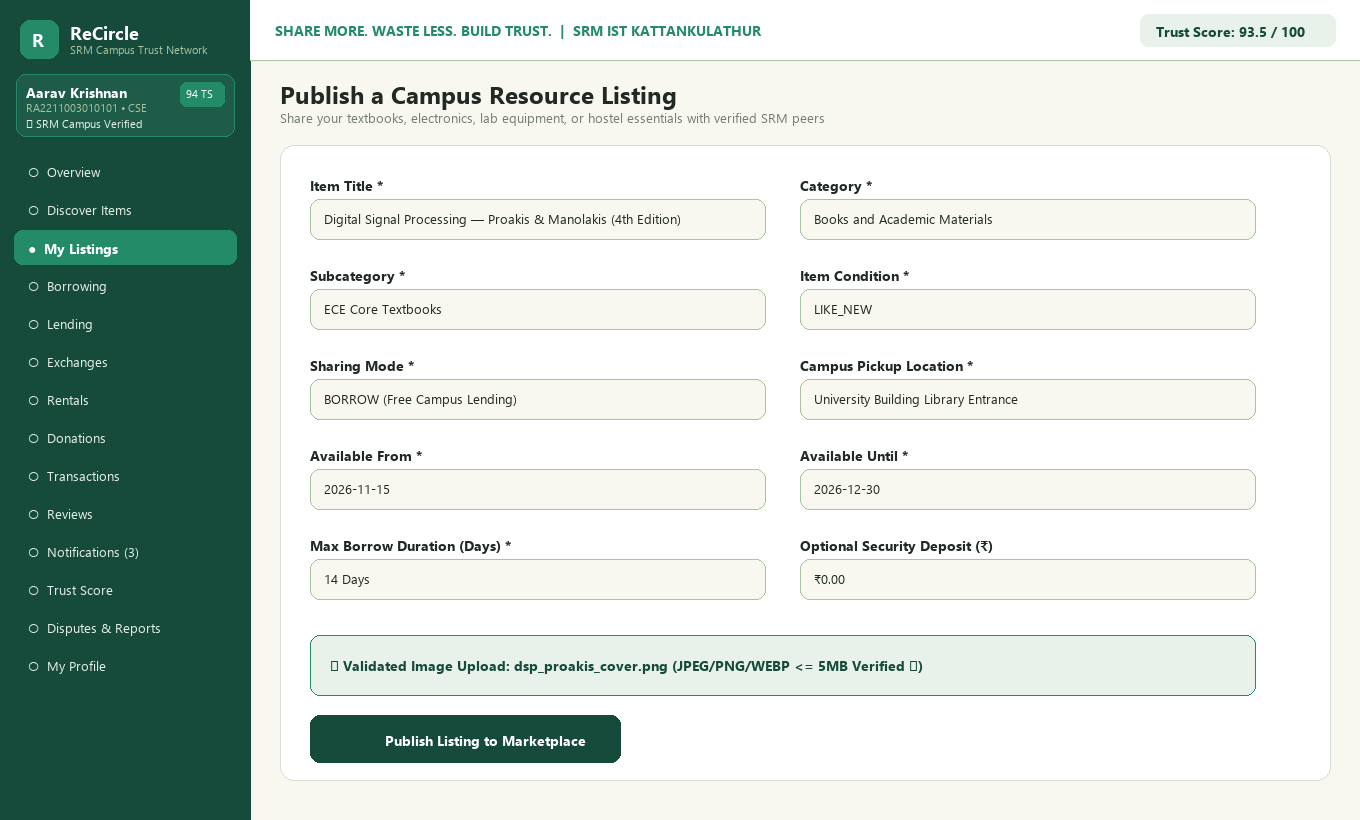 R
ReCircle
SRM Campus Trust Network
Aarav Krishnan
94 TS
RA2211003010101 • CSE
SRM Campus Verified
Overview
Discover Items
My Listings
Borrowing
Lending
Exchanges
Rentals
Donations
Transactions
Reviews
Notifications (3)
Trust Score
Disputes & Reports
My Profile
SHARE MORE. WASTE LESS. BUILD TRUST. | SRM IST KATTANKULATHUR
Trust Score: 93.5 / 100
Publish a Campus Resource Listing
Share your textbooks, electronics, lab equipment, or hostel essentials with verified SRM peers
Item Title *
Digital Signal Processing — Proakis & Manolakis (4th Edition)
Category *
Books and Academic Materials
Subcategory *
ECE Core Textbooks
Item Condition *
LIKE_NEW
Sharing Mode *
BORROW (Free Campus Lending)
Campus Pickup Location *
University Building Library Entrance
Available From *
2026-11-15
Available Until *
2026-12-30
Max Borrow Duration (Days) *
14 Days
Optional Security Deposit (₹)
₹0.00
Validated Image Upload: dsp_proakis_cover.png (JPEG/PNG/WEBP <= 5MB Verified )
Publish Listing to Marketplace